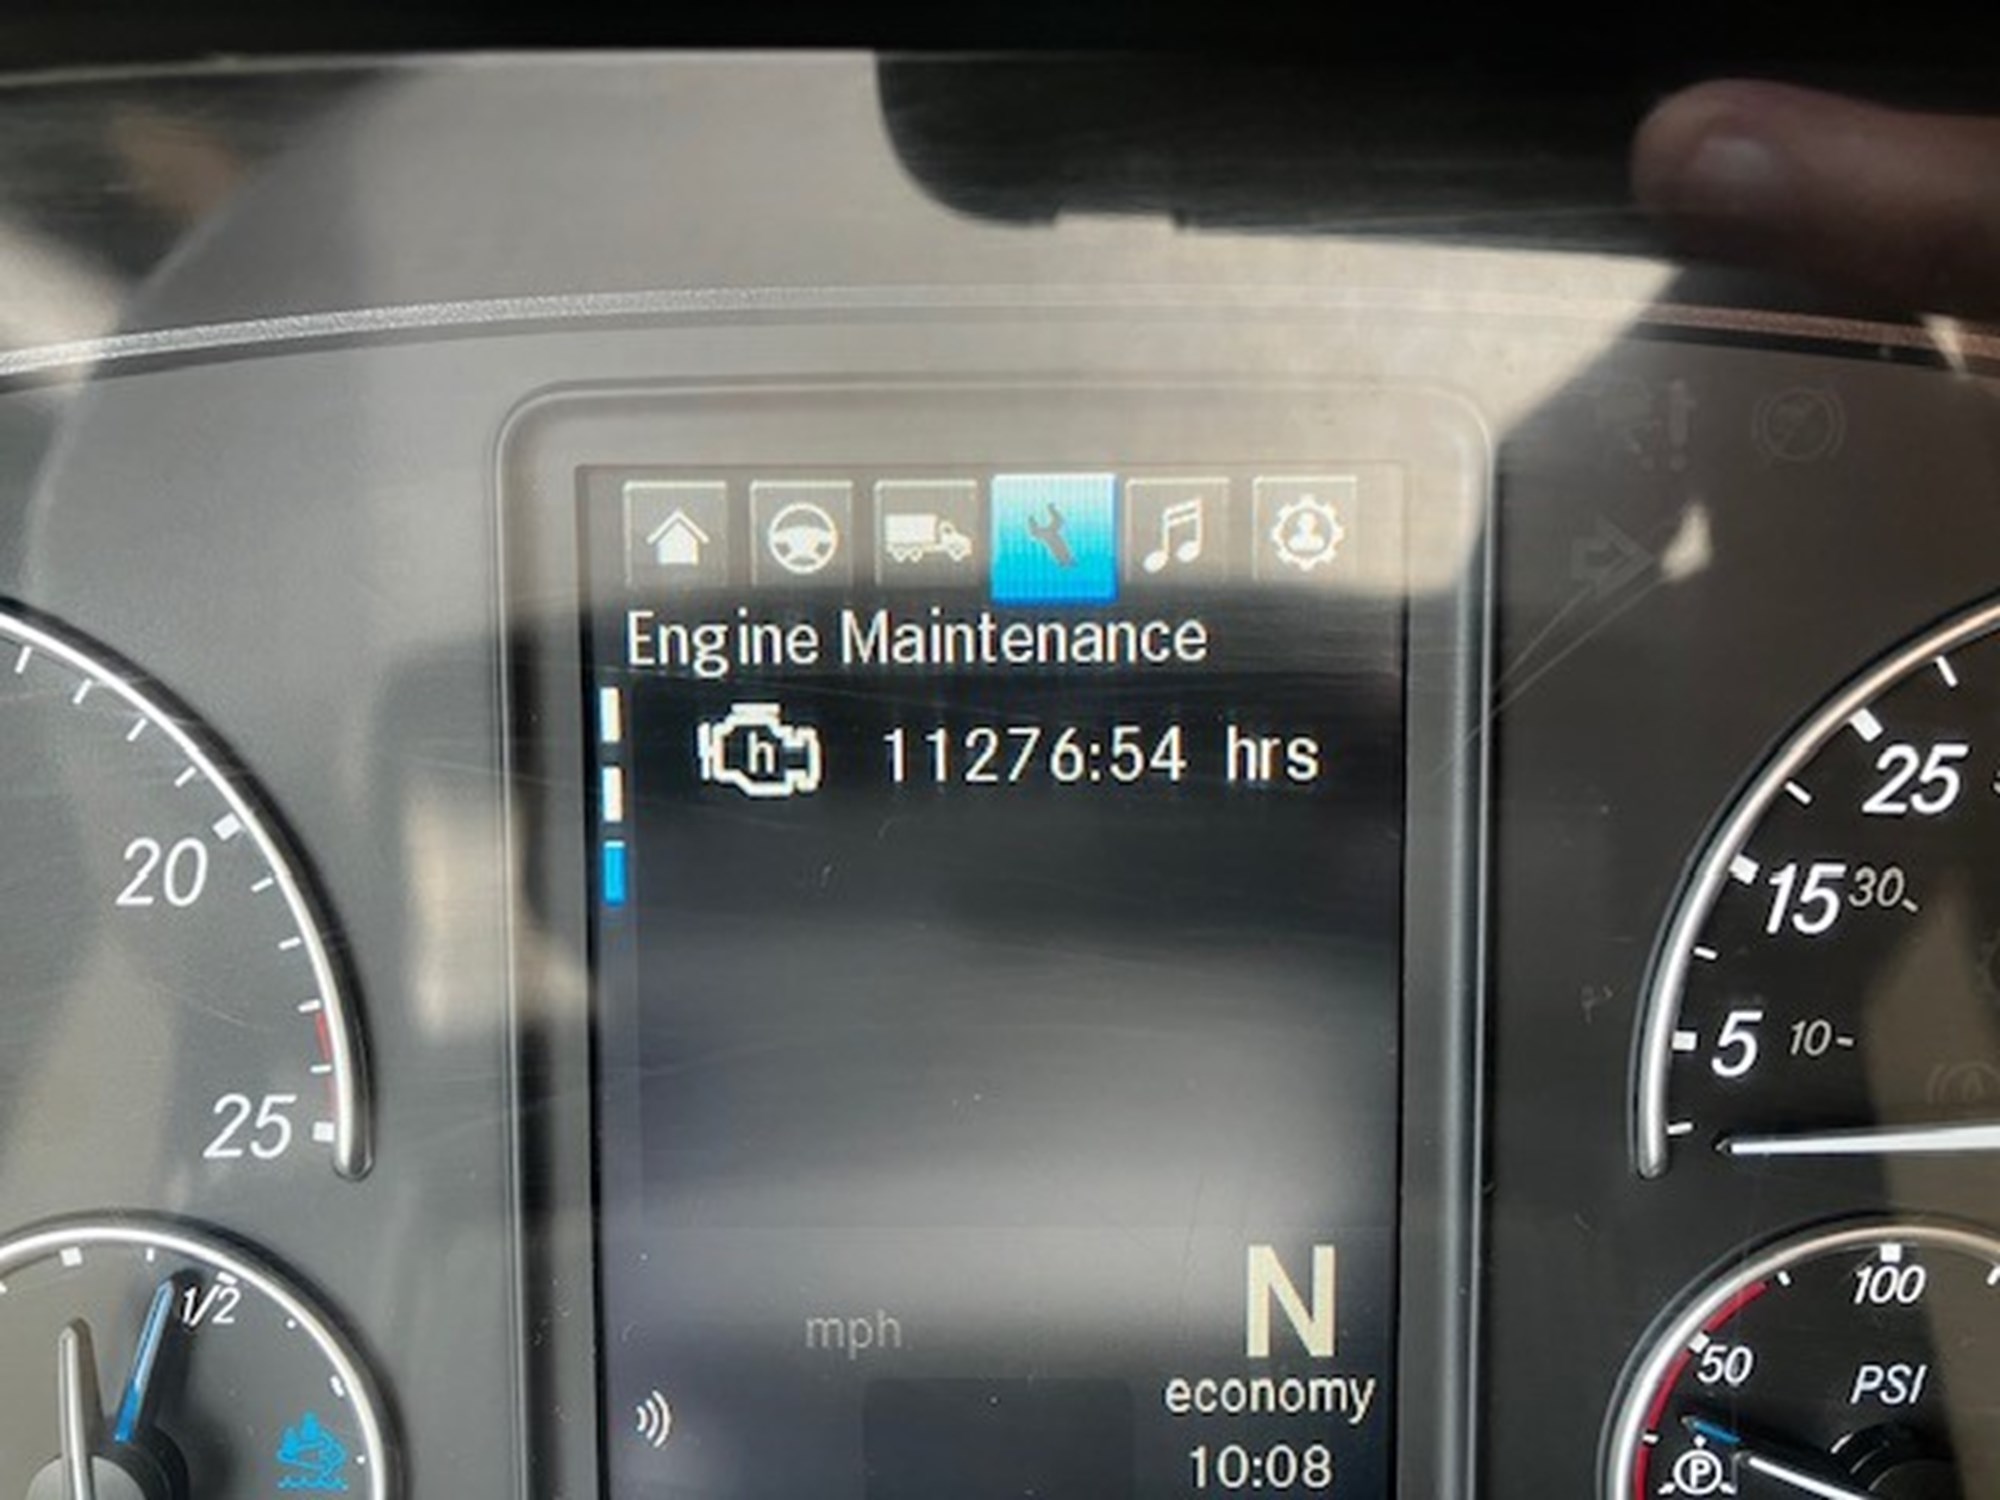 Engine Maintenance
h 11276:54 hrs
20
25
25
15 30
5 10
1/2
mph
N
economy
10:08
100
50
PSI
P